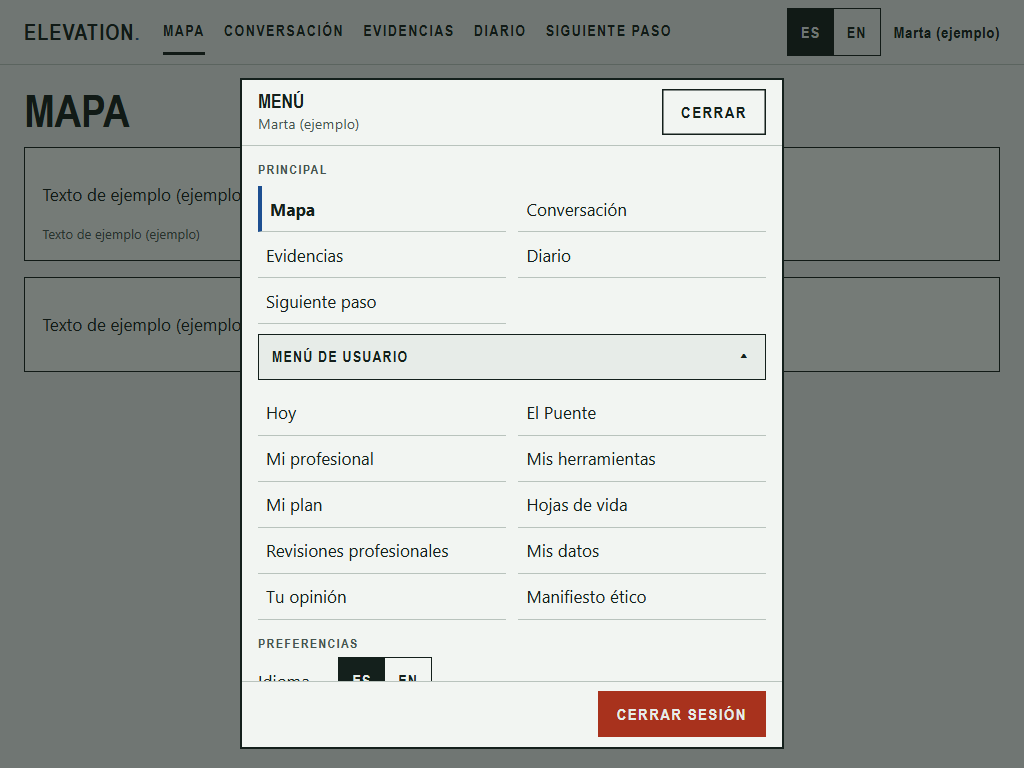 ELEVATION. MAPA CONVERSACIÓN EVIDENCIAS DIARIO SIGUIENTE PASO ES EN Marta (ejemplo)
MAPA
Texto de ejemplo (ejemplo
Texto de ejemplo (ejemplo)
Texto de ejemplo (ejemplo
MENÚ
Marta (ejemplo)
CERRAR
PRINCIPAL
Mapa Conversación
Evidencias Diario
Siguiente paso
MENÚ DE USUARIO
Hoy El Puente
Mi profesional Mis herramientas
Mi plan Hojas de vida
Revisiones profesionales Mis datos
Tu opinión Manifiesto ético
PREFERENCIAS
Idioma ES EN
CERRAR SESIÓN